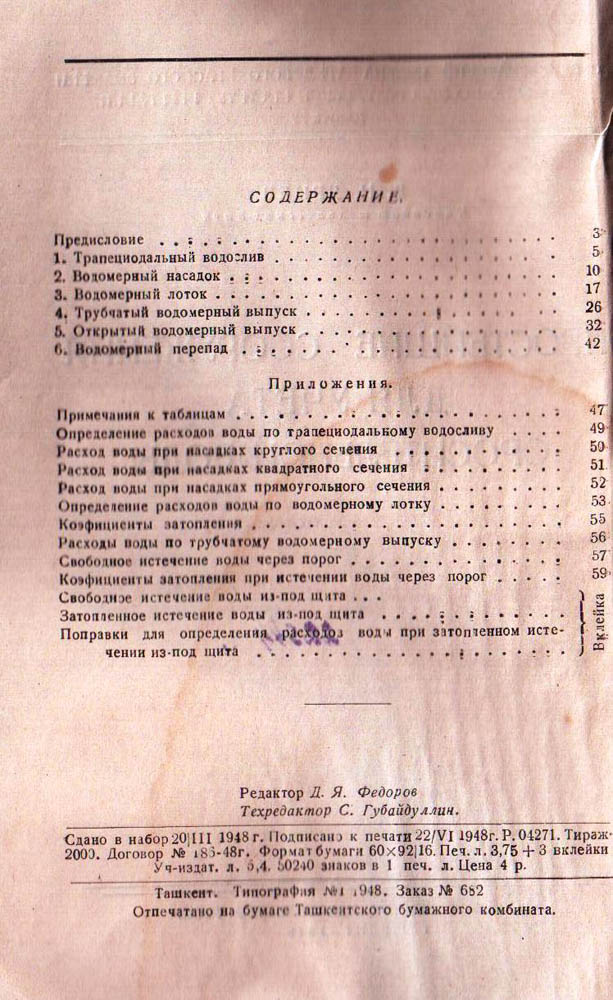 СОДЕРЖАНИЕ.
Предисловие . . . . . . . . . . . . . . . . . . . . . 3
1. Трапециодальный водослив . . . . . . . . . . . . . . . 5
2. Водомерный насадок . . . . . . . . . . . . . . . . . 10
3. Водомерный лоток . . . . . . . . . . . . . . . . . . 17
4. Трубчатый водомерный выпуск . . . . . . . . . . . . . 26
5. Открытый водомерный выпуск . . . . . . . . . . . . . 32
6. Водомерный перепад . . . . . . . . . . . . . . . . . 42
Приложения.
Примечания к таблицам . . . . . . . . . . . . . . . . . 47
Определение расходов воды по трапециодальному водосливу . . . . 49
Расход воды при насадках круглого сечения . . . . . . . . . 50
Расход воды при насадках квадратного сечения . . . . . . . . 51
Расход воды при насадках прямоугольного сечения . . . . . . . 52
Определение расходов воды по водомерному лотку . . . . . . . 53
Коэфициенты затопления . . . . . . . . . . . . . . . . 55
Расходы воды по трубчатому водомерному выпуску . . . . . . . 56
Свободное истечение воды через порог . . . . . . . . . . . 57
Коэфициенты затопления при истечении воды через порог . . . . . 59
Свободное истечение воды из-под щита . . .
Затопленное истечение воды из-под щита . . . . . . . . .
Поправки для определения расходов воды при затопленном исте-
чении из-под щита . . . . . . . . . . . . . . . .
Вклейка
Редактор Д. Я. Федоров
Техредактор С. Губайдуллин.
Сдано в набор 20|III 1948 г. Подписано к печати 22/VI 1948г. Р. 04271. Тираж
2000. Договор № 186-48г. Формат бумаги 60×92|16. Печ. л. 3,75 + 3 вклейки
Уч-издат. л. 50240 знаков в 1 печ. л. Цена 4 р.
Ташкент. Типография №1 1948. Заказ № 652
Отпечатано на бумаге Ташкентского бумажного комбината.